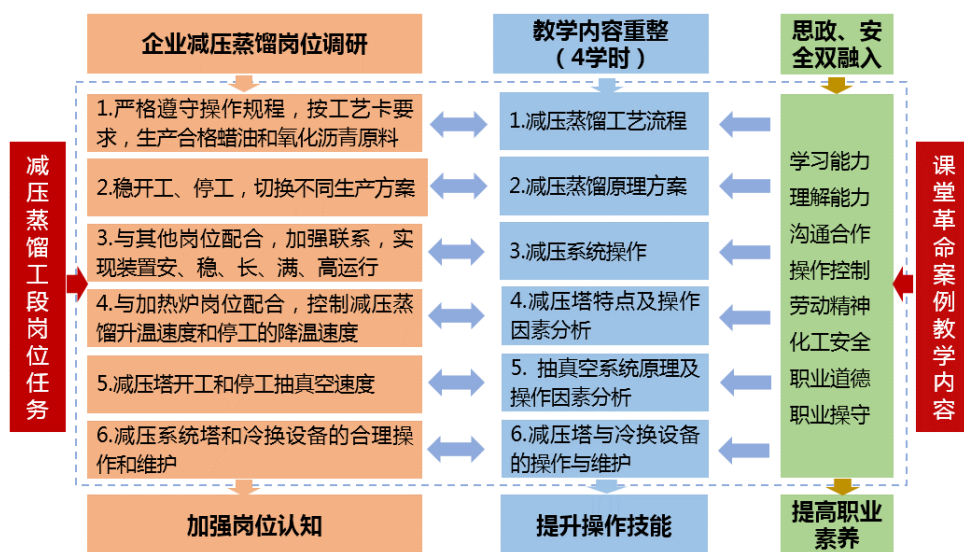 企业减压蒸馏岗位调研
教学内容重整
（4学时）
思政、安
全双融入
减压蒸馏工段岗位任务
1.严格遵守操作规程，按工艺卡要
求，生产合格蜡油和氧化沥青原料
2.稳开工、停工，切换不同生产方案
3.与其他岗位配合，加强联系，实
现装置安、稳、长、满、高运行
4.与加热炉岗位配合，控制减压蒸
馏升温速度和停工的降温速度
5.减压塔开工和停工抽真空速度
6.减压系统塔和冷换设备的合理操
作和维护
1.减压蒸馏工艺流程
2.减压蒸馏原理方案
3.减压系统操作
4.减压塔特点及操作
因素分析
5. 抽真空系统原理及
操作因素分析
6.减压塔与冷换设备
的操作与维护
学习能力
理解能力
沟通合作
操作控制
劳动精神
化工安全
职业道德
职业操守
课堂革命案例教学内容
加强岗位认知
提升操作技能
提高职业
素养